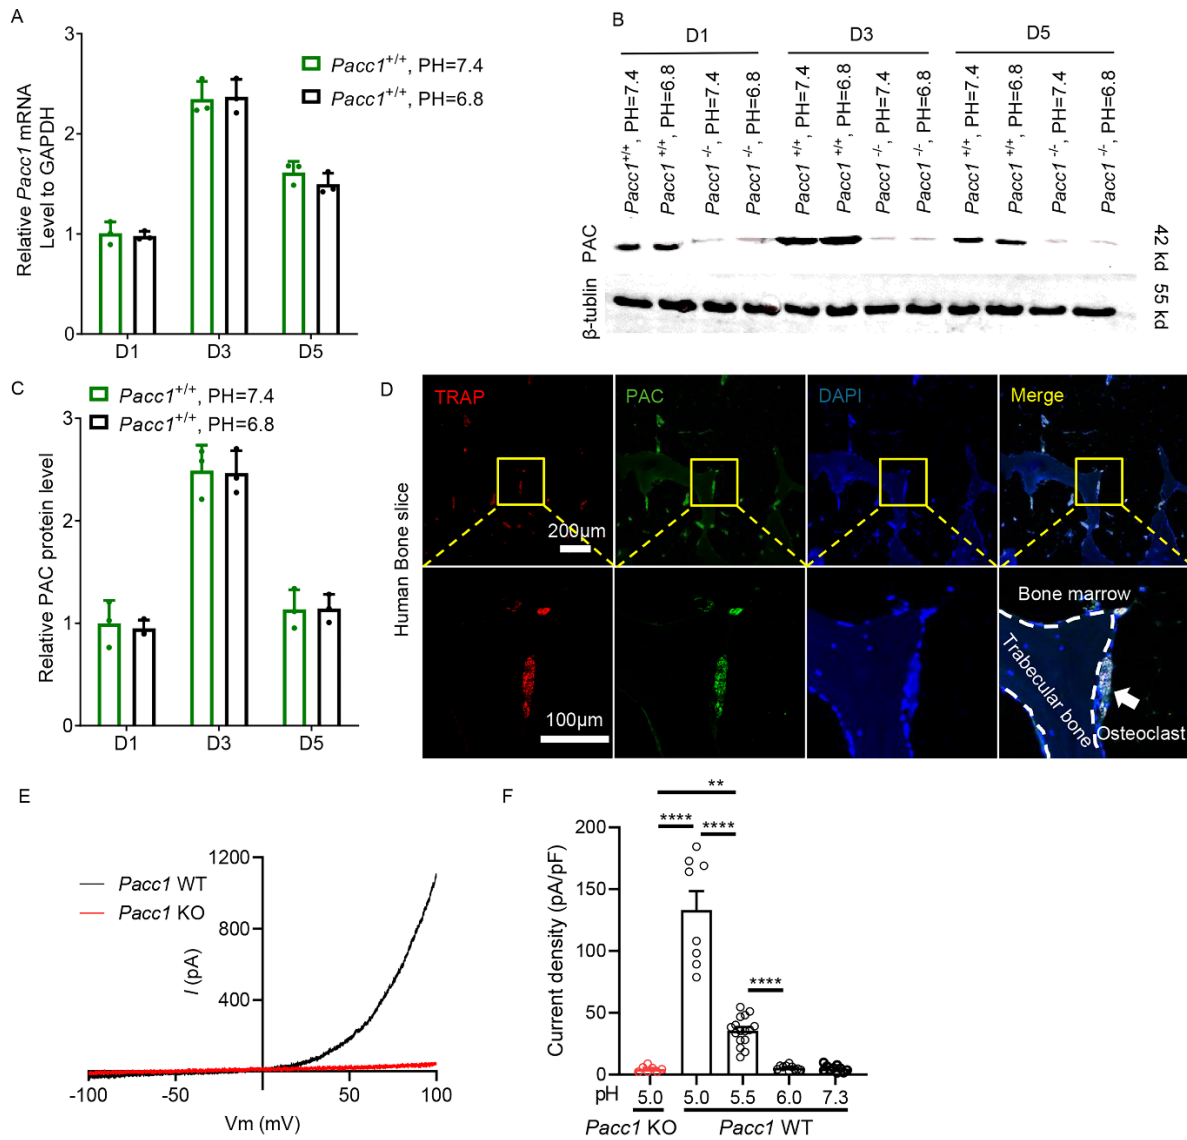 A
Relative Pacc1 mRNA
Level to GAPDH
3
2
1
0
D1
D3
D5
Pacc1+/+, PH=7.4
Pacc1+/+, PH=6.8
B
D1
D3
D5
Pacc1+/+, PH=7.4
Pacc1+/+, PH=6.8
Pacc1 -/-, PH=7.4
Pacc1 -/-, PH=6.8
Pacc1 +/+, PH=7.4
Pacc1 +/+, PH=6.8
Pacc1 -/-, PH=7.4
Pacc1 -/-, PH=6.8
Pacc1 +/+, PH=7.4
Pacc1 +/+, PH=6.8
Pacc1 -/-, PH=7.4
Pacc1 -/-, PH=6.8
PAC
42 kd
β-tublin
55 kd
C
Relative PAC protein level
3
2
1
0
D1
D3
D5
Pacc1+/+, PH=7.4
Pacc1+/+, PH=6.8
D
Human Bone slice
TRAP
PAC
DAPI
Merge
200μm
100μm
Bone marrow
Trabecular bone
Osteoclast
E
Pacc1 WT
Pacc1 KO
I (pA)
1200
800
400
-100
-50
50
100
Vm (mV)
F
**
****
****
****
Current density (pA/pF)
200
150
100
50
0
pH
5.0
5.0
5.5
6.0
7.3
Pacc1 KO
Pacc1 WT